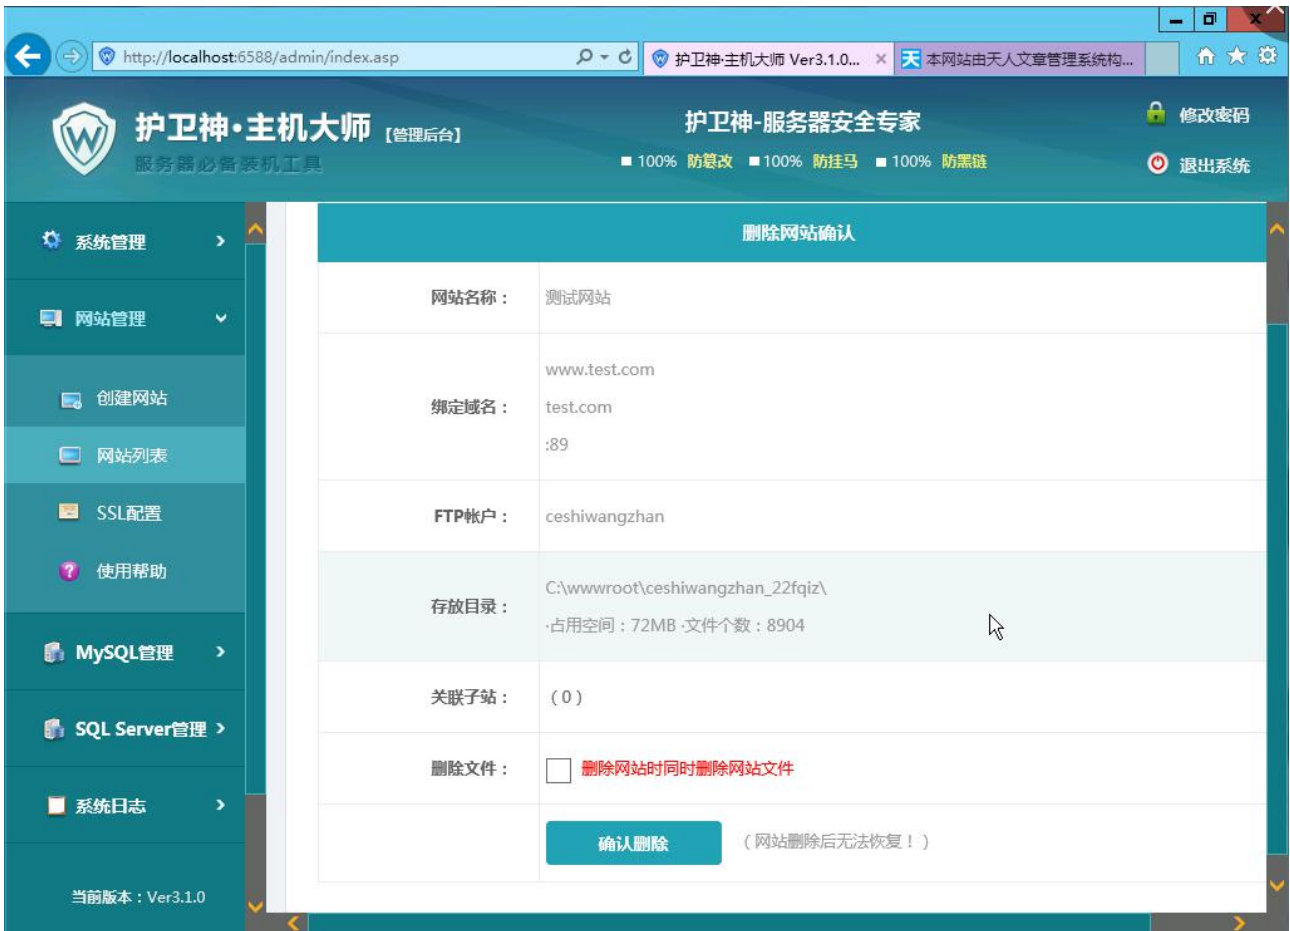 http://localhost:6588/admin/index.asp
护卫神·主机大师 Ver3.1.0...
本网站由天人文章管理系统构...
护卫神·主机大师 [管理后台]
服务器必备装机工具
护卫神-服务器安全专家
■ 100% 防篡改 ■ 100% 防挂马 ■ 100% 防黑链
修改密码
退出系统
系统管理
网站管理
创建网站
网站列表
SSL配置
使用帮助
MySQL管理
SQL Server管理
系统日志
当前版本：Ver3.1.0
删除网站确认
网站名称： 测试网站
绑定域名： www.test.com
test.com
:89
FTP帐户： ceshiwangzhan
存放目录： C:\wwwroot\ceshiwangzhan_22fqiz\
·占用空间：72MB ·文件个数：8904
关联子站： （0）
删除文件： 删除网站时同时删除网站文件
确认删除 （网站删除后无法恢复！）